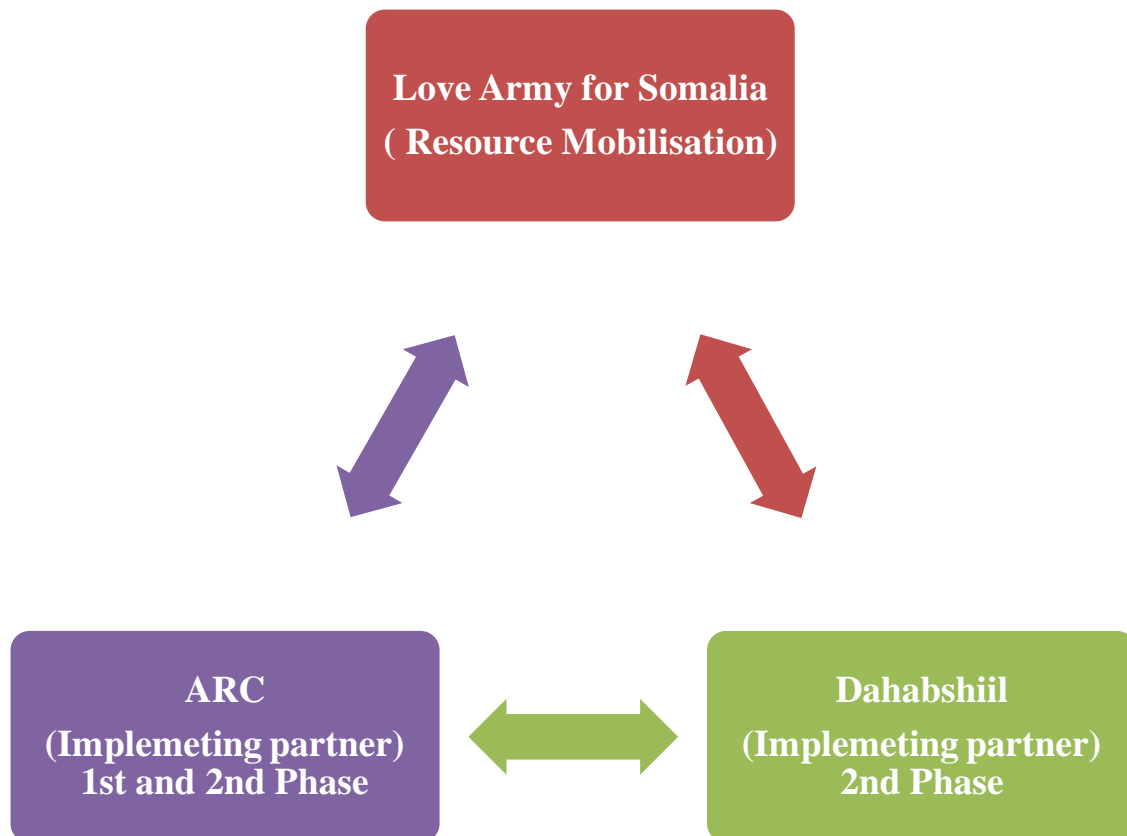 Love Army for Somalia
( Resource Mobilisation)
ARC
(Implemeting partner)
1st and 2nd Phase
Dahabshiil
(Implemeting partner)
2nd Phase